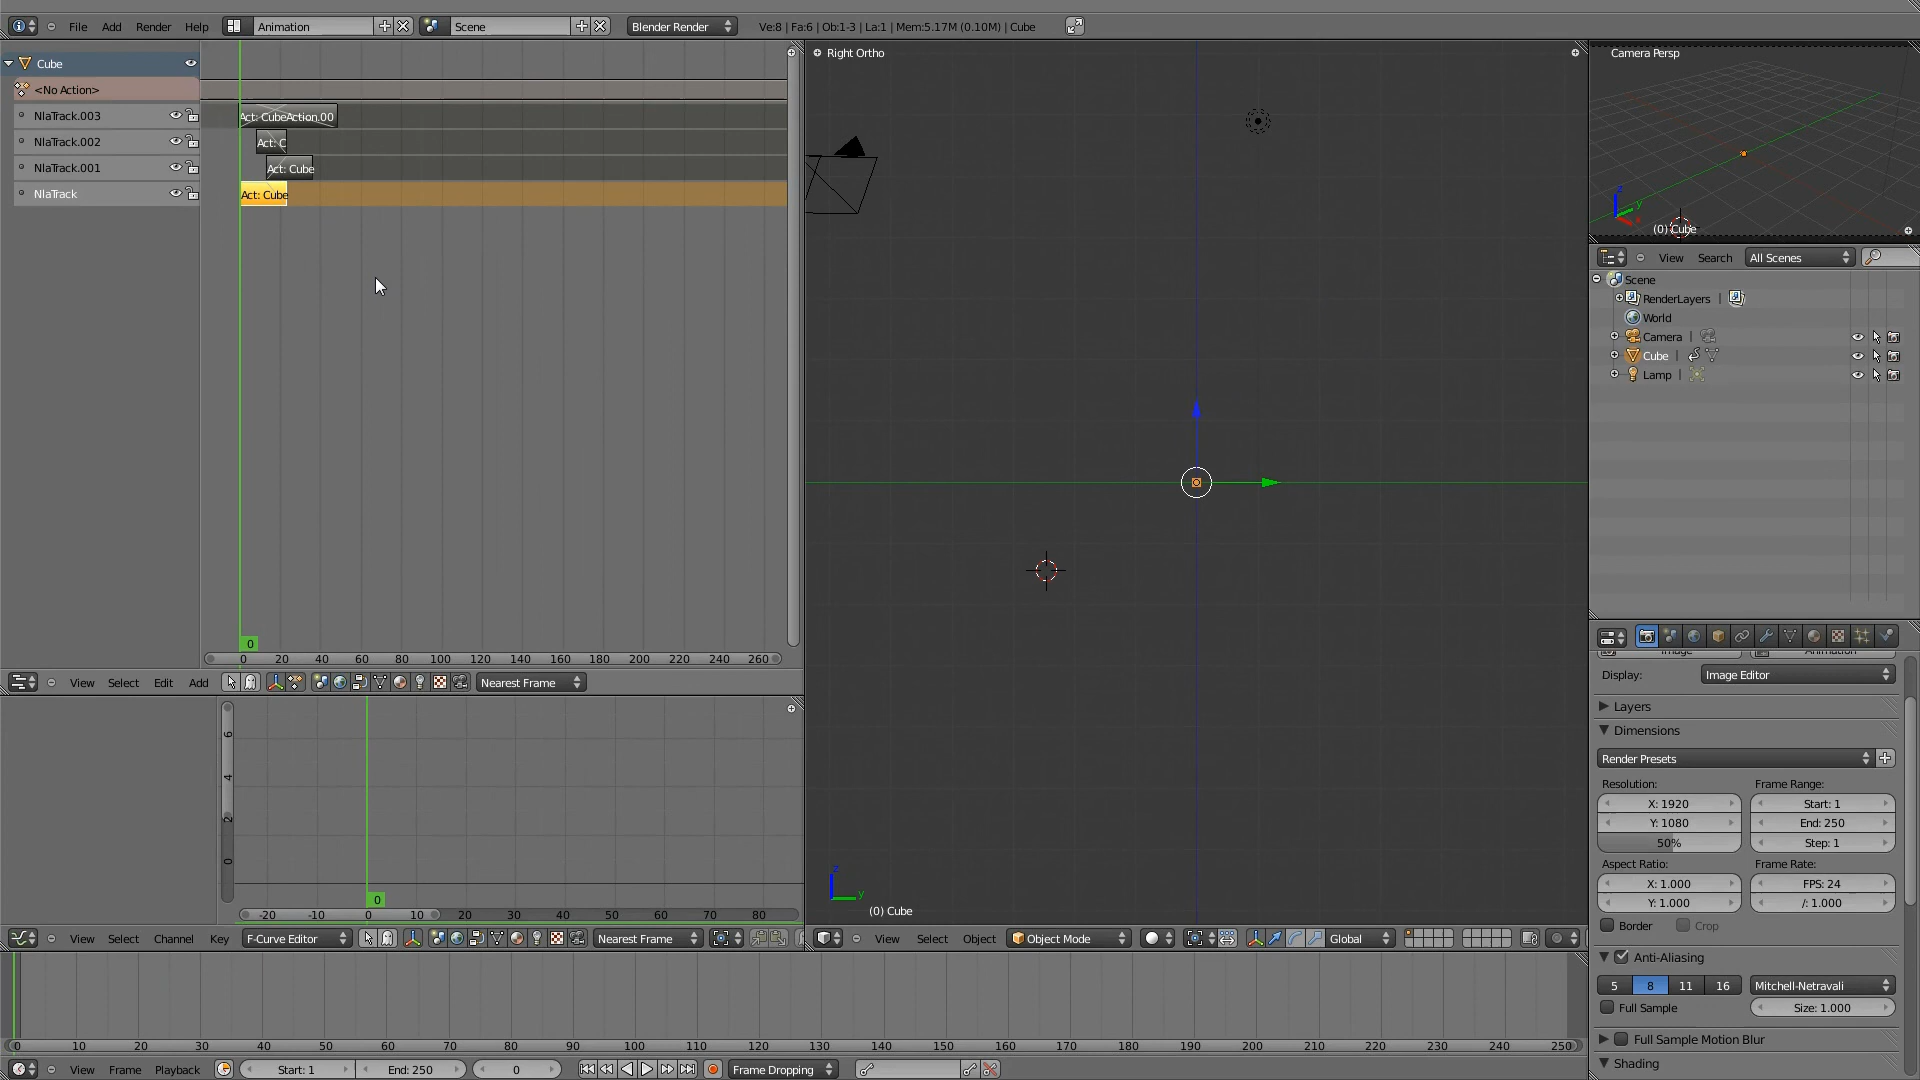 File Add Render Help Animation Scene Blender Render Ve:8 | Fa:6 | Ob:1-3 | La:1 | Mem:5.17M (0.10M) | Cube
Cube
<No Action>
NlaTrack.003
NlaTrack.002
NlaTrack.001
NlaTrack
Act: CubeAction.00
Act: C
Act: Cube
Act: Cube
0
0 20 40 60 80 100 120 140 160 180 200 220 240 260
View Select Edit Add Nearest Frame
6
4
2
0
0
-20 -10 0 10 20 30 40 50 60 70 80
View Select Channel Key F-Curve Editor Nearest Frame
Right Ortho
z
y
(0) Cube
View Select Object Object Mode Global
Camera Persp
z
y
(0) Cube
View Search All Scenes
Scene
RenderLayers |
World
Camera |
Cube |
Lamp |
Image Animation
Display: Image Editor
Layers
Dimensions
Render Presets
Resolution: Frame Range:
X: 1920 Start: 1
Y: 1080 End: 250
50% Step: 1
Aspect Ratio: Frame Rate:
X: 1.000 FPS: 24
Y: 1.000 /: 1.000
Border Crop
Anti-Aliasing
5 8 11 16 Mitchell-Netravali
Full Sample Size: 1.000
Full Sample Motion Blur
Shading
0 10 20 30 40 50 60 70 80 90 100 110 120 130 140 150 160 170 180 190 200 210 220 230 240 250
View Frame Playback Start: 1 End: 250 0 Frame Dropping